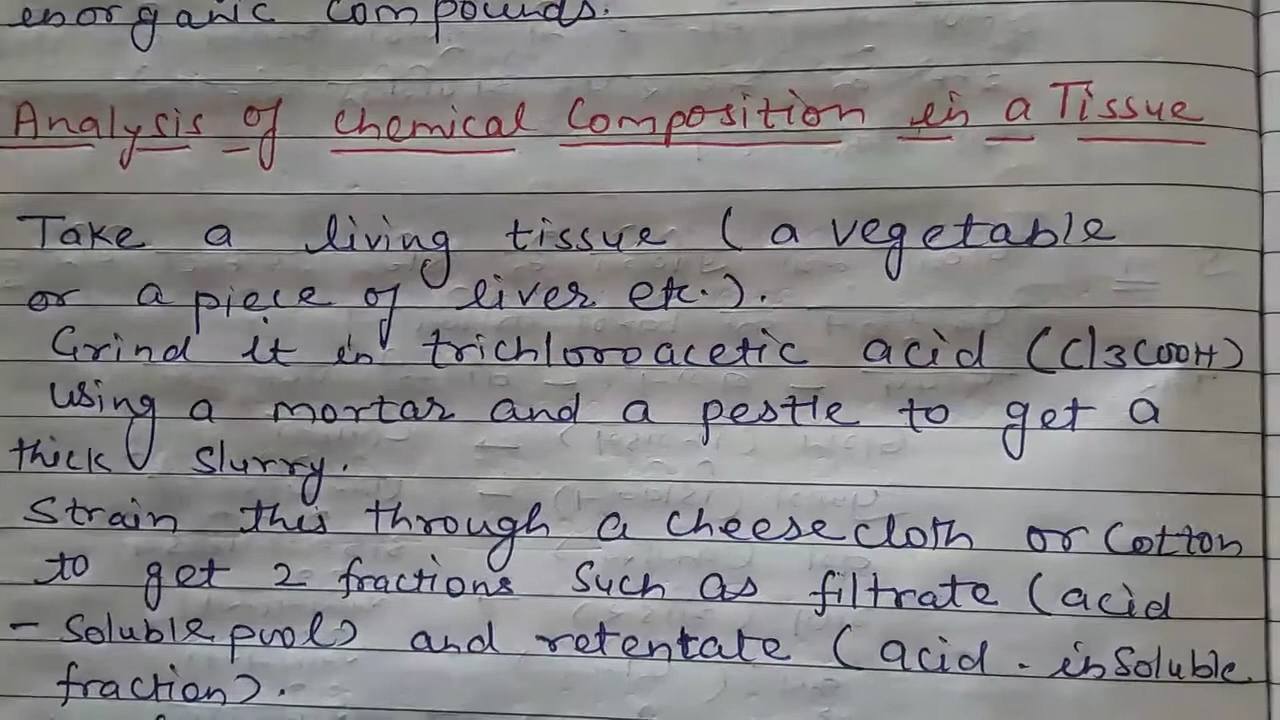 inorganic compounds.
Analysis of chemical Composition in a Tissue
Take a living tissue ( a vegetable
or a piece of liver etc.).
Grind it in trichloroacetic acid (Cl3COOH)
using a mortar and a pestle to get a
thick slurry.
Strain this through a cheesecloth or Cotton
to get 2 fractions Such as filtrate (acid
- Soluble pool) and retentate (acid - insoluble
fraction).